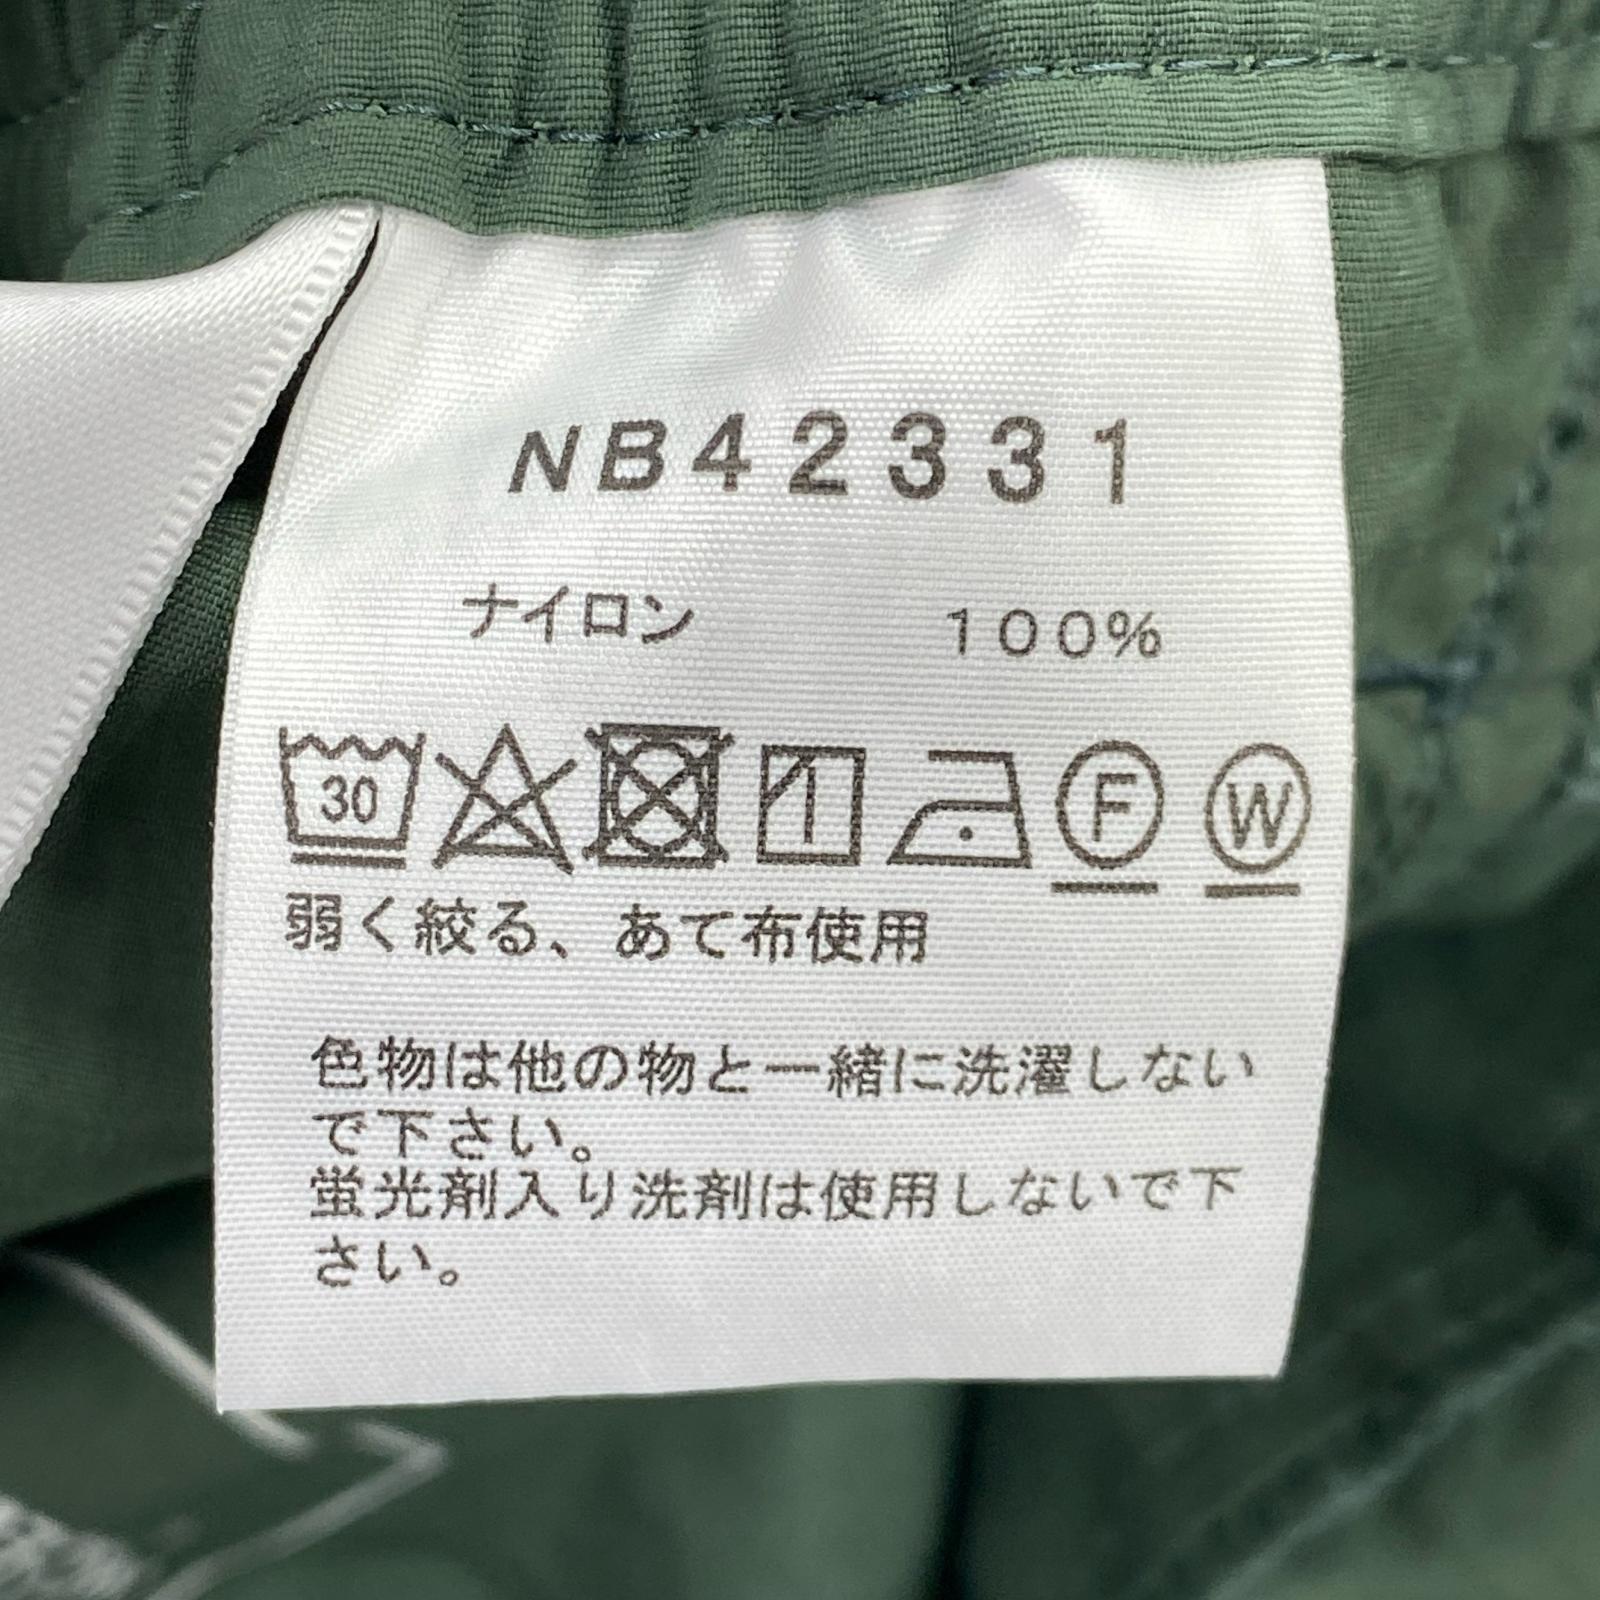 NB42331
ナイロン 100%
30 F W
弱く絞る、あて布使用
色物は他の物と一緒に洗濯しない
で下さい。
蛍光剤入り洗剤は使用しないで下
さい。